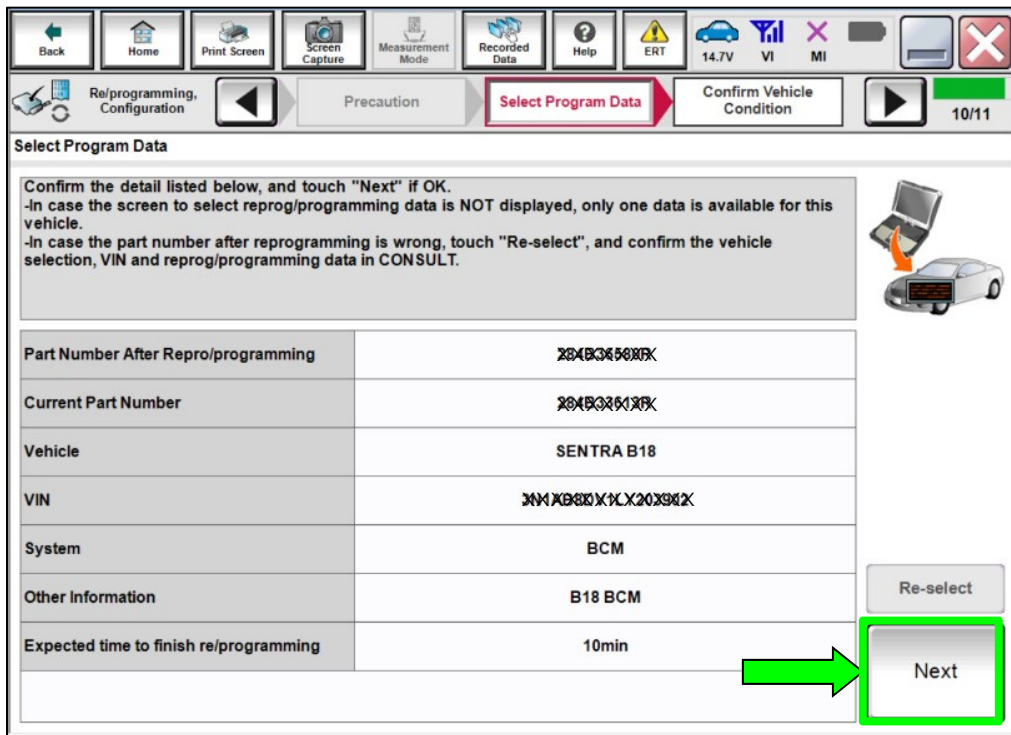 Back
Home
Print Screen
Screen Capture
Measurement Mode
Recorded Data
Help
ERT
14.7V
VI
MI
Re/programming, Configuration
Precaution
Select Program Data
Confirm Vehicle Condition
10/11
Select Program Data
Confirm the detail listed below, and touch "Next" if OK.
-In case the screen to select reprog/programming data is NOT displayed, only one data is available for this
vehicle.
-In case the part number after reprogramming is wrong, touch "Re-select", and confirm the vehicle
selection, VIN and reprog/programming data in CONSULT.
Part Number After Repro/programming
Current Part Number
Vehicle SENTRA B18
VIN
System BCM
Other Information B18 BCM
Expected time to finish re/programming 10min
Re-select
Next